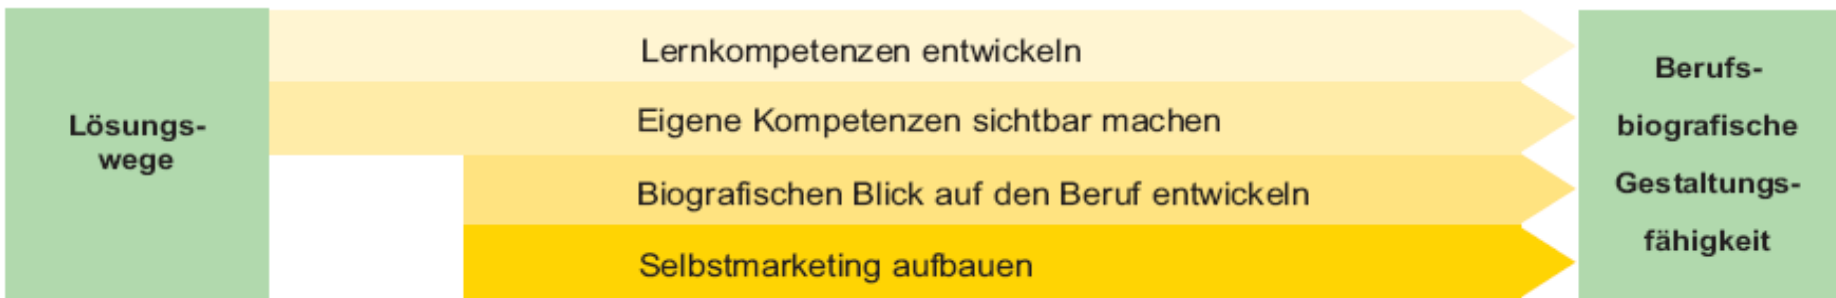 Lösungs-
wege
Lernkompetenzen entwickeln
Eigene Kompetenzen sichtbar machen
Biografischen Blick auf den Beruf entwickeln
Selbstmarketing aufbauen
Berufs-
biografische
Gestaltungs-
fähigkeit